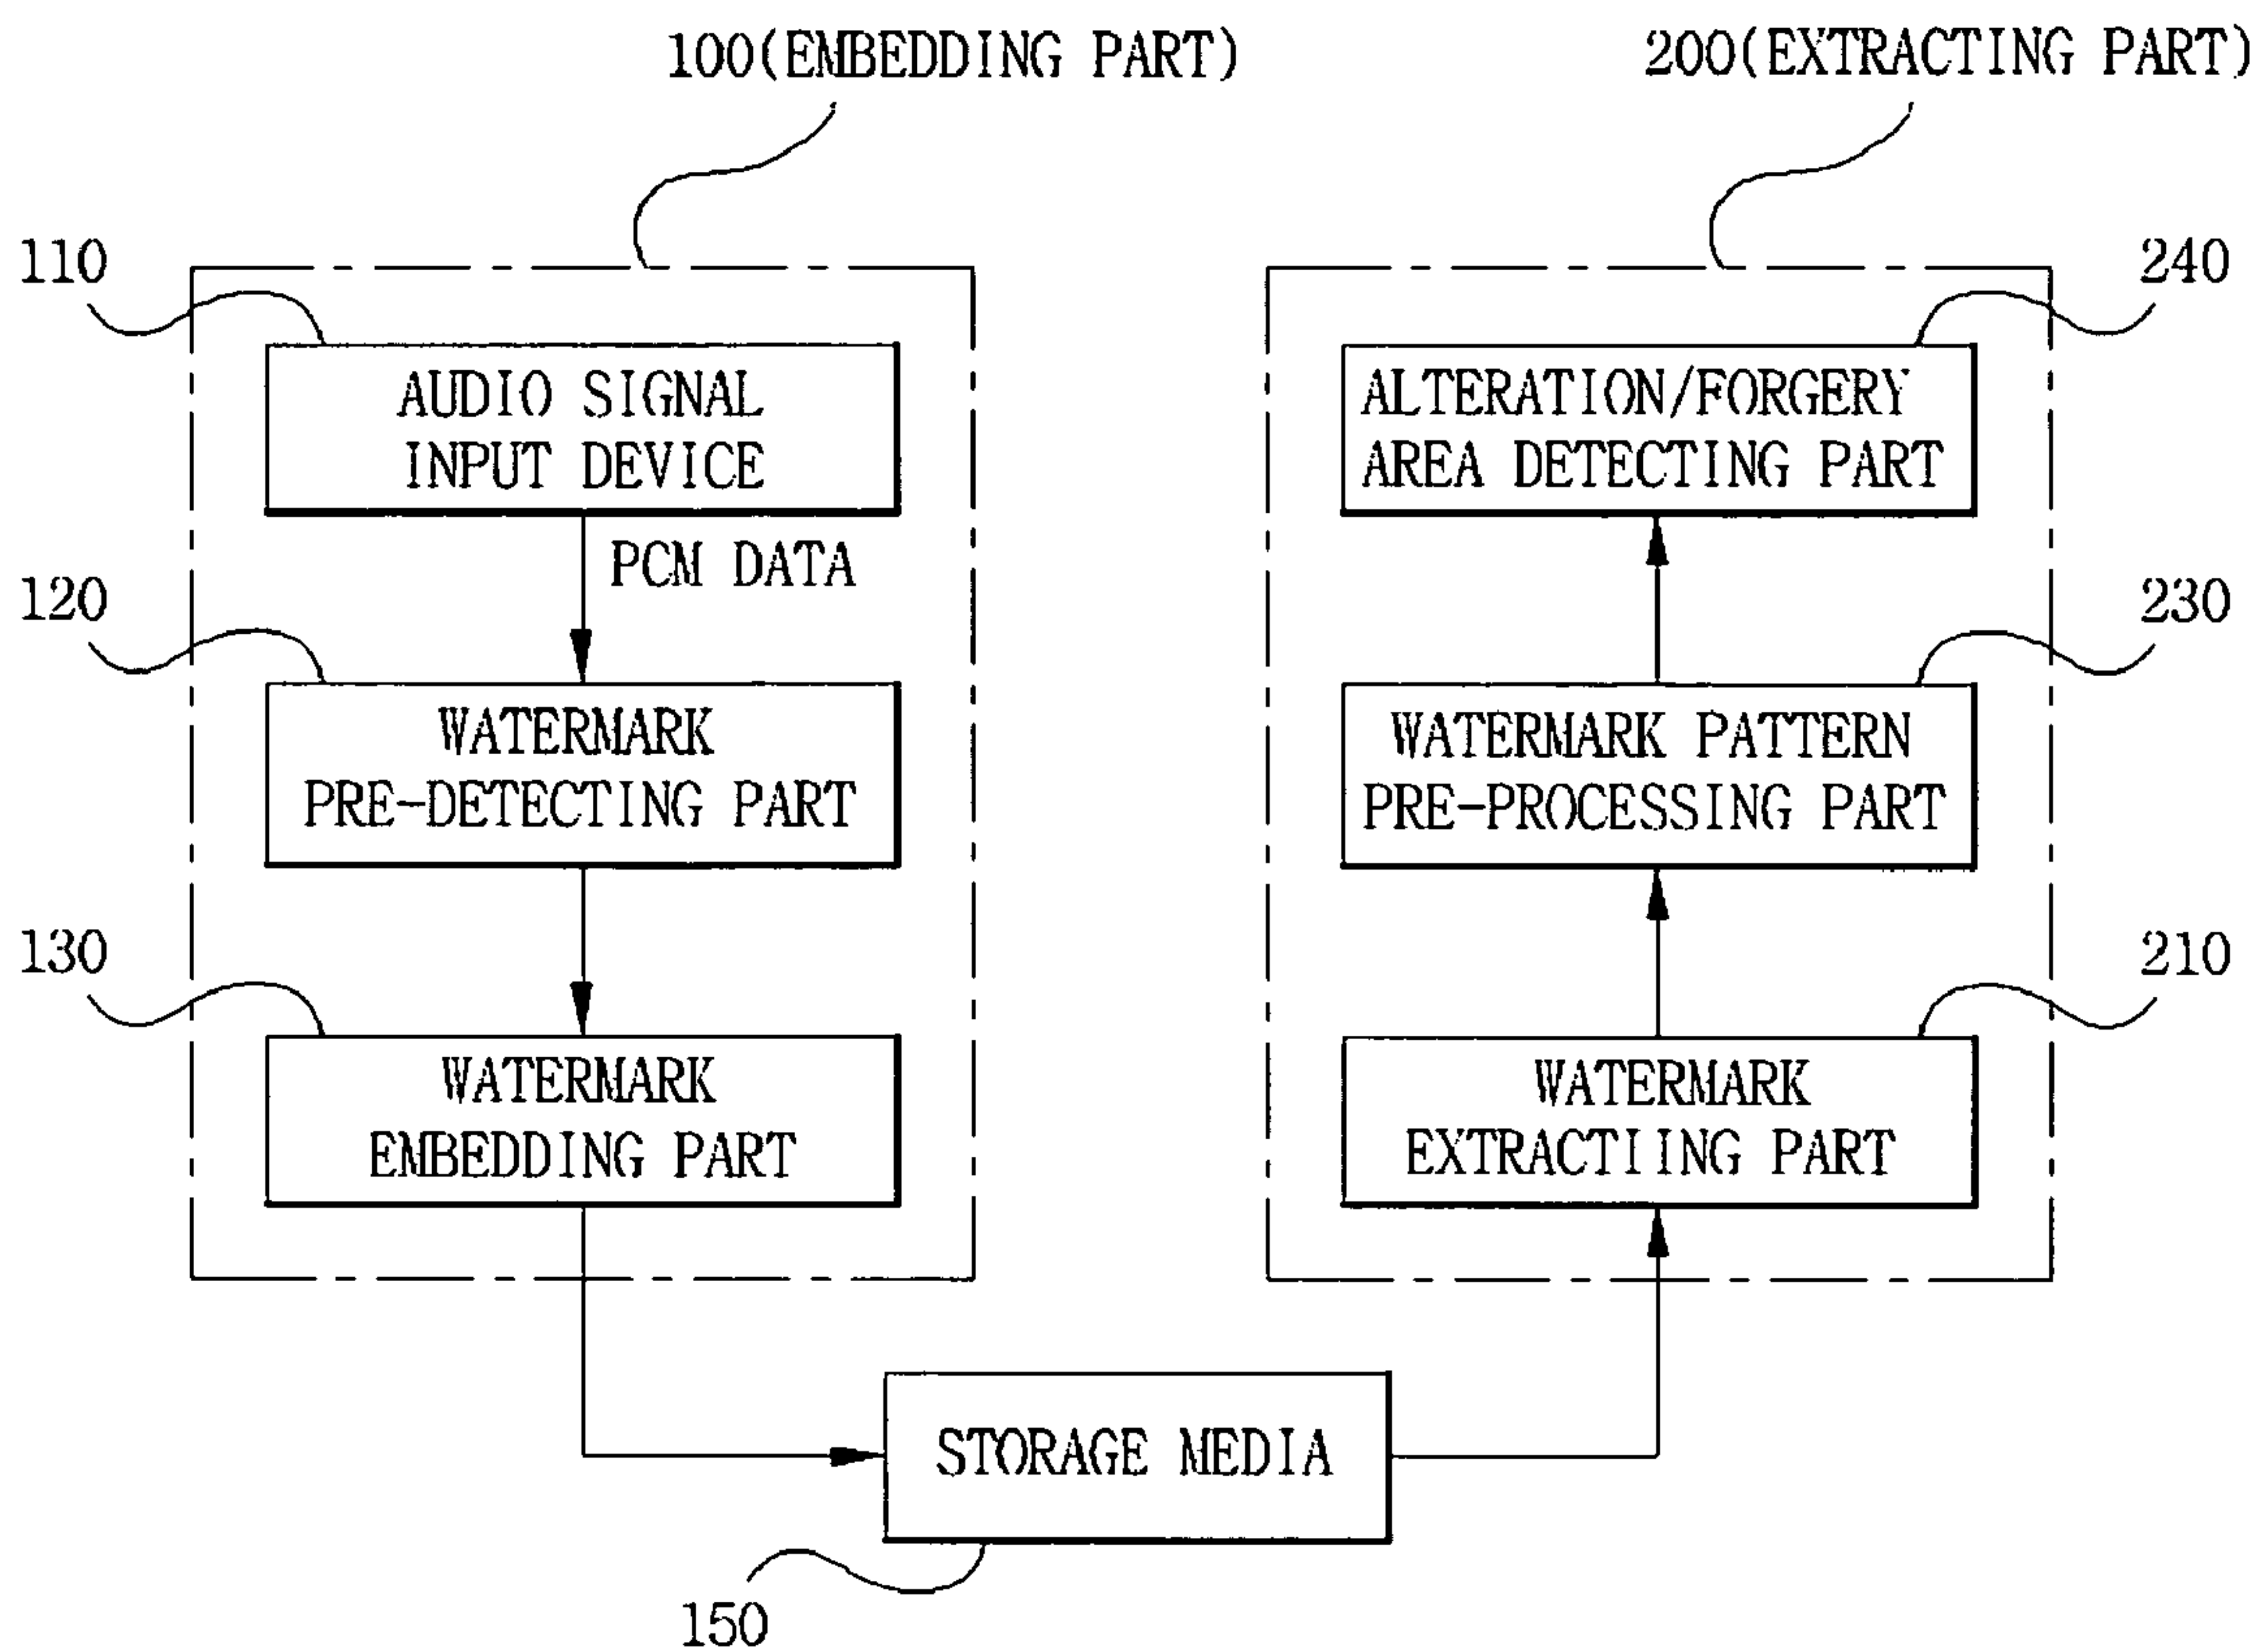 100(EMBEDDING PART)
200(EXTRACTING PART)
110
AUDIO SIGNAL
INPUT DEVICE
PCM DATA
120
WATERMARK
PRE-DETECTING PART
130
WATERMARK
EMBEDDING PART
240
ALTERATION/FORGERY
AREA DETECTING PART
230
WATERMARK PATTERN
PRE-PROCESSING PART
210
WATERMARK
EXTRACTIING PART
STORAGE MEDIA
150